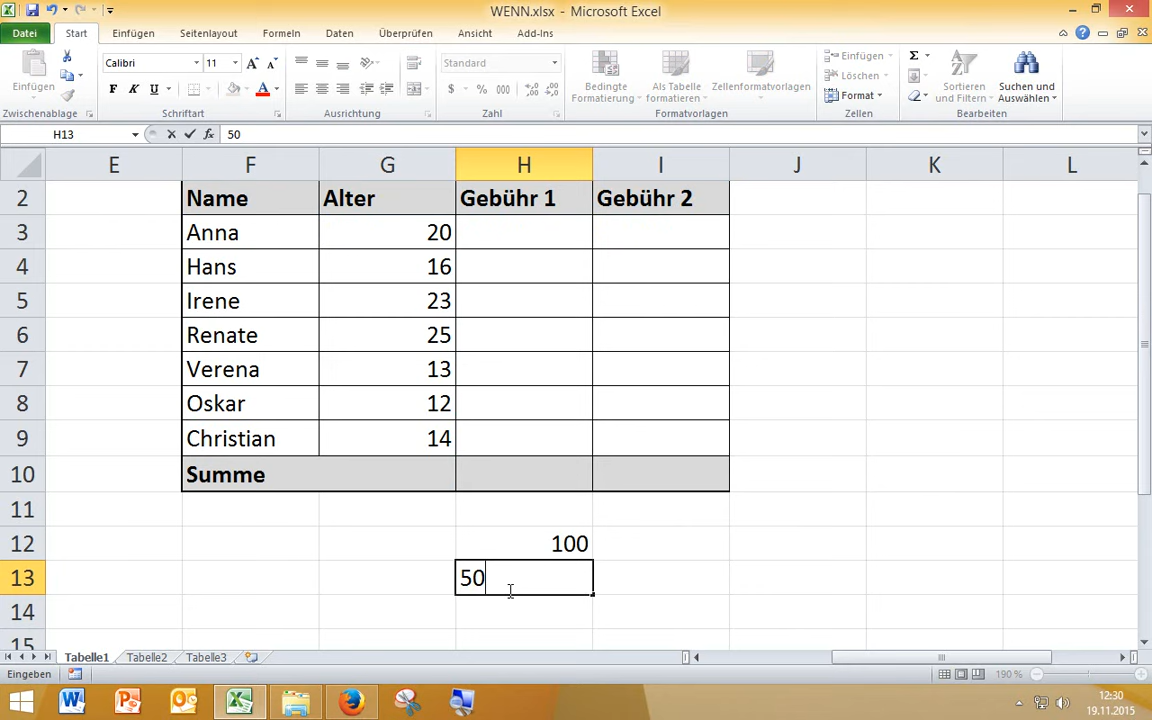 WENN.xlsx - Microsoft Excel
Datei Start Einfügen Seitenlayout Formeln Daten Überprüfen Ansicht Add-Ins
Einfügen
Zwischenablage
Calibri 11
F K U
Schriftart
Ausrichtung
Standard
$ % 000
Zahl
Bedingte Formatierung
Als Tabelle formatieren
Zellenformatvorlagen
Formatvorlagen
Einfügen
Löschen
Format
Zellen
Sortieren und Filtern
Suchen und Auswählen
Bearbeiten
H13 fx 50
E F G H I J K L
2 Name Alter Gebühr 1 Gebühr 2
3 Anna 20
4 Hans 16
5 Irene 23
6 Renate 25
7 Verena 13
8 Oskar 12
9 Christian 14
10 Summe
11
12 100
13 50
14
15
Tabelle1 Tabelle2 Tabelle3
Eingeben 190 %
12:30
19.11.2015